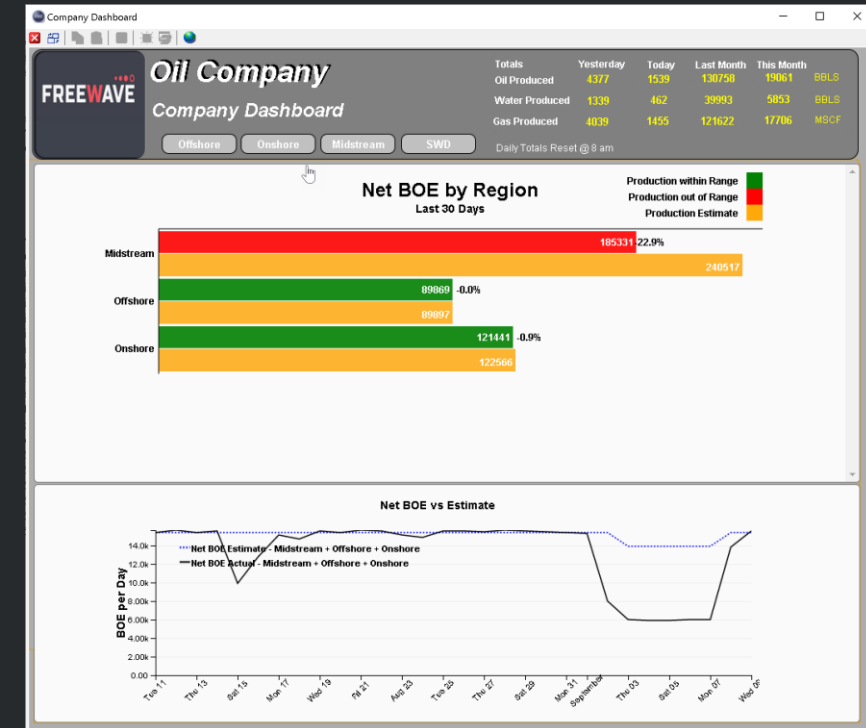 Company Dashboard
FREEWAVE
Oil Company
Company Dashboard
Offshore Onshore Midstream SWD
Totals Yesterday Today Last Month This Month
Oil Produced 4377 1539 130758 19061 BBLS
Water Produced 1339 462 39993 5853 BBLS
Gas Produced 4039 1455 121622 17706 MSCF
Daily Totals Reset @ 8 am
Net BOE by Region
Last 30 Days
Production within Range
Production out of Range
Production Estimate
Midstream
185331 -22.9%
240517
Offshore
89869 -0.0%
89897
Onshore
121441 -0.9%
122566
Net BOE vs Estimate
Net BOE Estimate - Midstream + Offshore + Onshore
Net BOE Actual - Midstream + Offshore + Onshore
BOE per Day
14.0k
12.0k
10.0k
8.00k
6.00k
4.00k
2.00k
0.00
Tue 11 Thu 13 Sat 15 Mon 17 Wed 19 Fri 21 Aug 23 Tue 25 Thu 27 Sat 29 Mon 31 September Thu 03 Sat 05 Mon 07 Wed 09